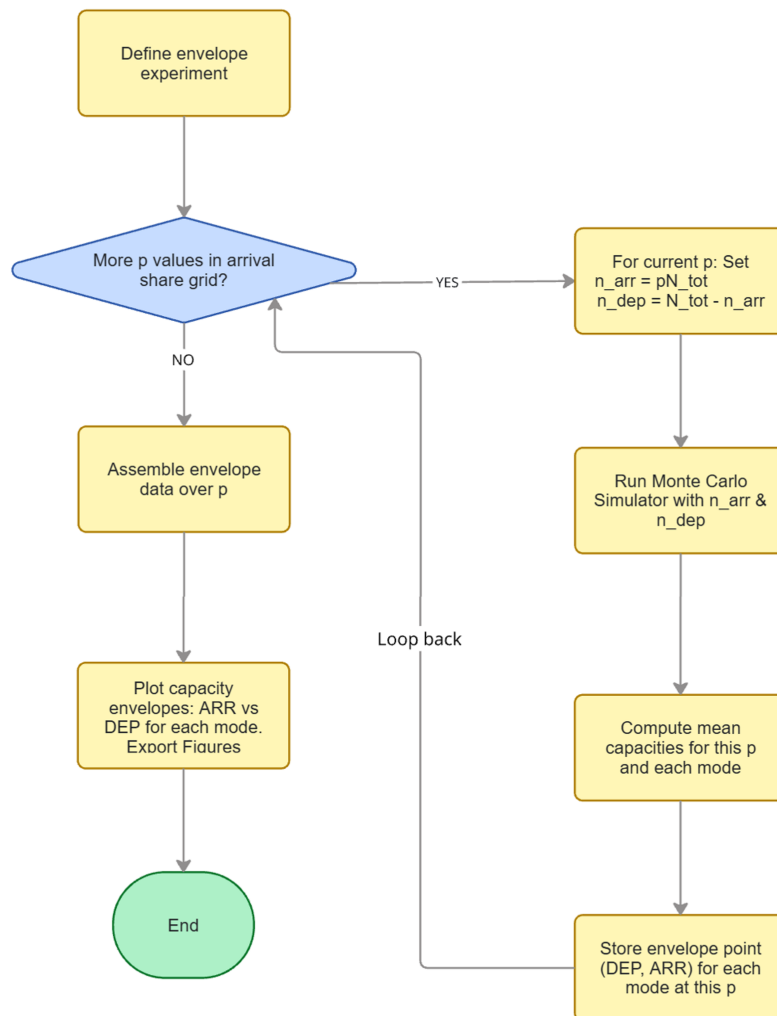 Define envelope
experiment
More p values in arrival
share grid?
YES
For current p: Set
n_arr = pN_tot
n_dep = N_tot - n_arr
NO
Assemble envelope
data over p
Run Monte Carlo
Simulator with n_arr &
n_dep
Loop back
Plot capacity
envelopes: ARR vs
DEP for each mode.
Export Figures
Compute mean
capacities for this p
and each mode
End
Store envelope point
(DEP, ARR) for each
mode at this p